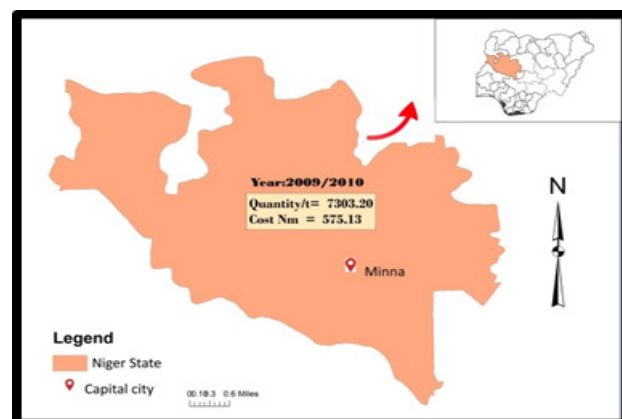 Year:2009/2010
Quantity/t= 7303.20
Cost Nm = 575.13
N
Minna
Legend
Niger State
Capital city
0.6 Miles